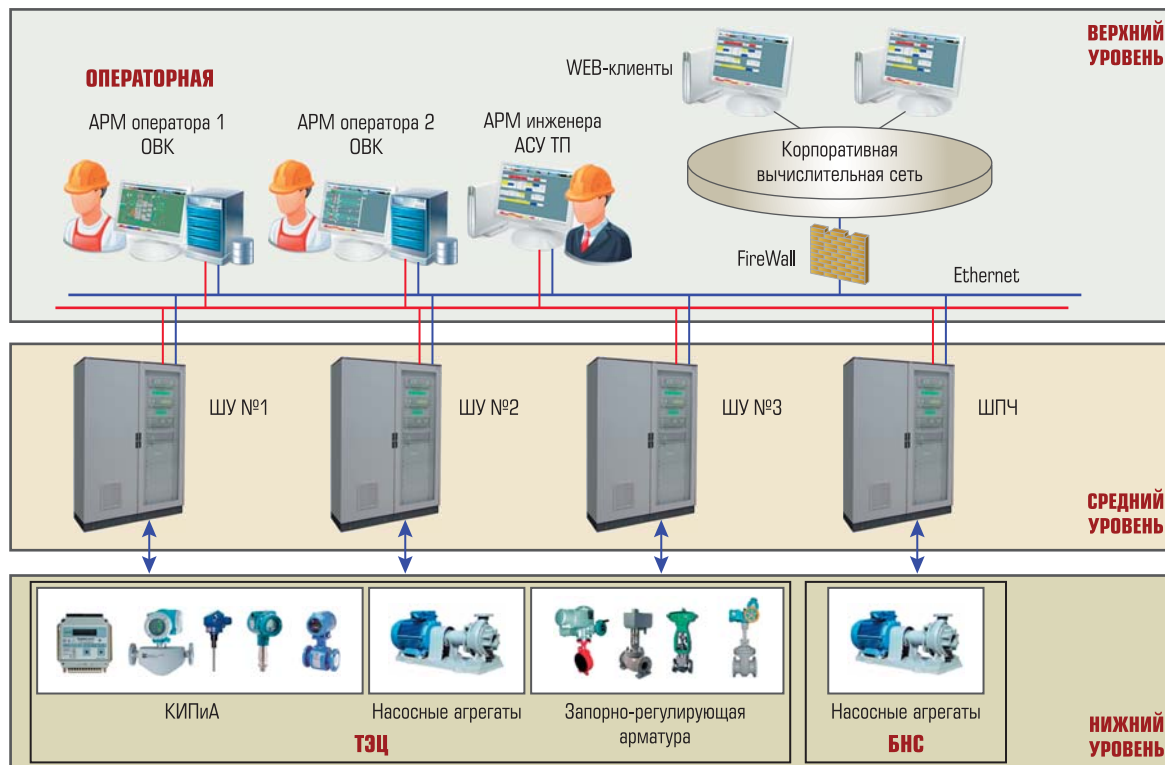 ВЕРХНИЙ
УРОВЕНЬ
ОПЕРАТОРНАЯ
WEB-клиенты
АРМ оператора 1
ОВК
АРМ оператора 2
ОВК
АРМ инженера
АСУ ТП
Корпоративная
вычислительная сеть
FireWall
Ethernet
ШУ №1
ШУ №2
ШУ №3
ШПЧ
СРЕДНИЙ
УРОВЕНЬ
КИПиА
Насосные агрегаты
Запорно-регулирующая
арматура
Насосные агрегаты
ТЭЦ
БНС
НИЖНИЙ
УРОВЕНЬ